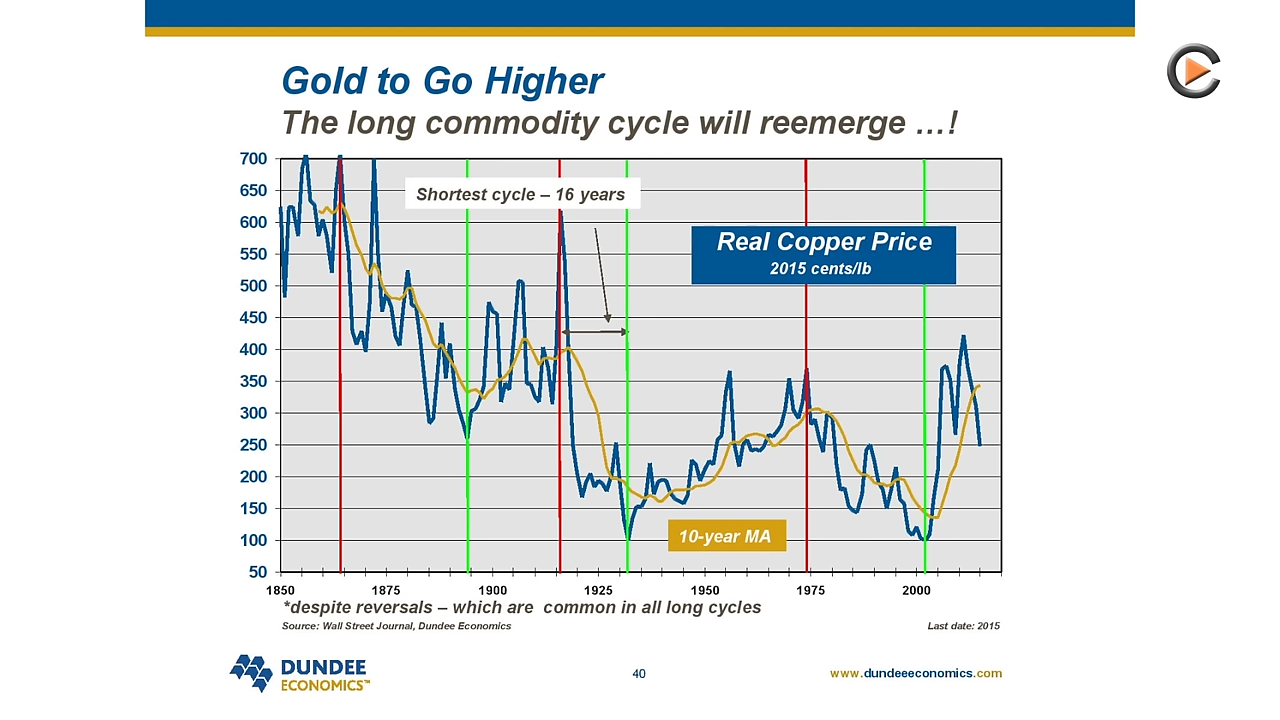 Gold to Go Higher
The long commodity cycle will reemerge …!
700
650
600
550
500
450
400
350
300
250
200
150
100
50
Shortest cycle – 16 years
Real Copper Price
2015 cents/lb
10-year MA
1850 1875 1900 1925 1950 1975 2000
*despite reversals – which are common in all long cycles
Source: Wall Street Journal, Dundee Economics Last date: 2015
DUNDEE
ECONOMICS™
40
www.dundeeeconomics.com